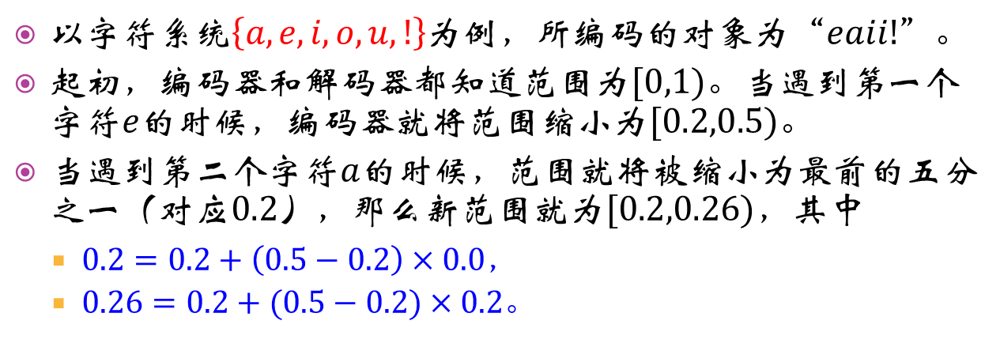 以字符系统{a, e, i, o, u, !}为例，所编码的对象为“eaii!”。
起初，编码器和解码器都知道范围为[0,1)。当遇到第一个
字符e的时候，编码器就将范围缩小为[0.2,0.5)。
当遇到第二个字符a的时候，范围就将被缩小为最前的五分
之一（对应0.2），那么新范围就为[0.2,0.26)，其中
0.2 = 0.2 + (0.5 − 0.2) × 0.0，
0.26 = 0.2 + (0.5 − 0.2) × 0.2。